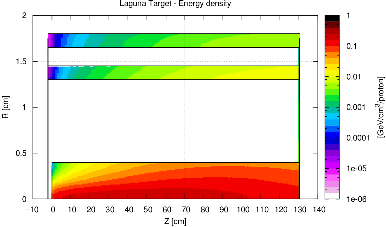 Laguna Target - Energy density
2
1.5
1
0.5
0
R [cm]
-10 0 10 20 30 40 50 60 70 80 90 100 110 120 130 140
Z [cm]
1
0.1
0.01
0.001
0.0001
1e-05
1e-06
[GeV/cm³/proton]